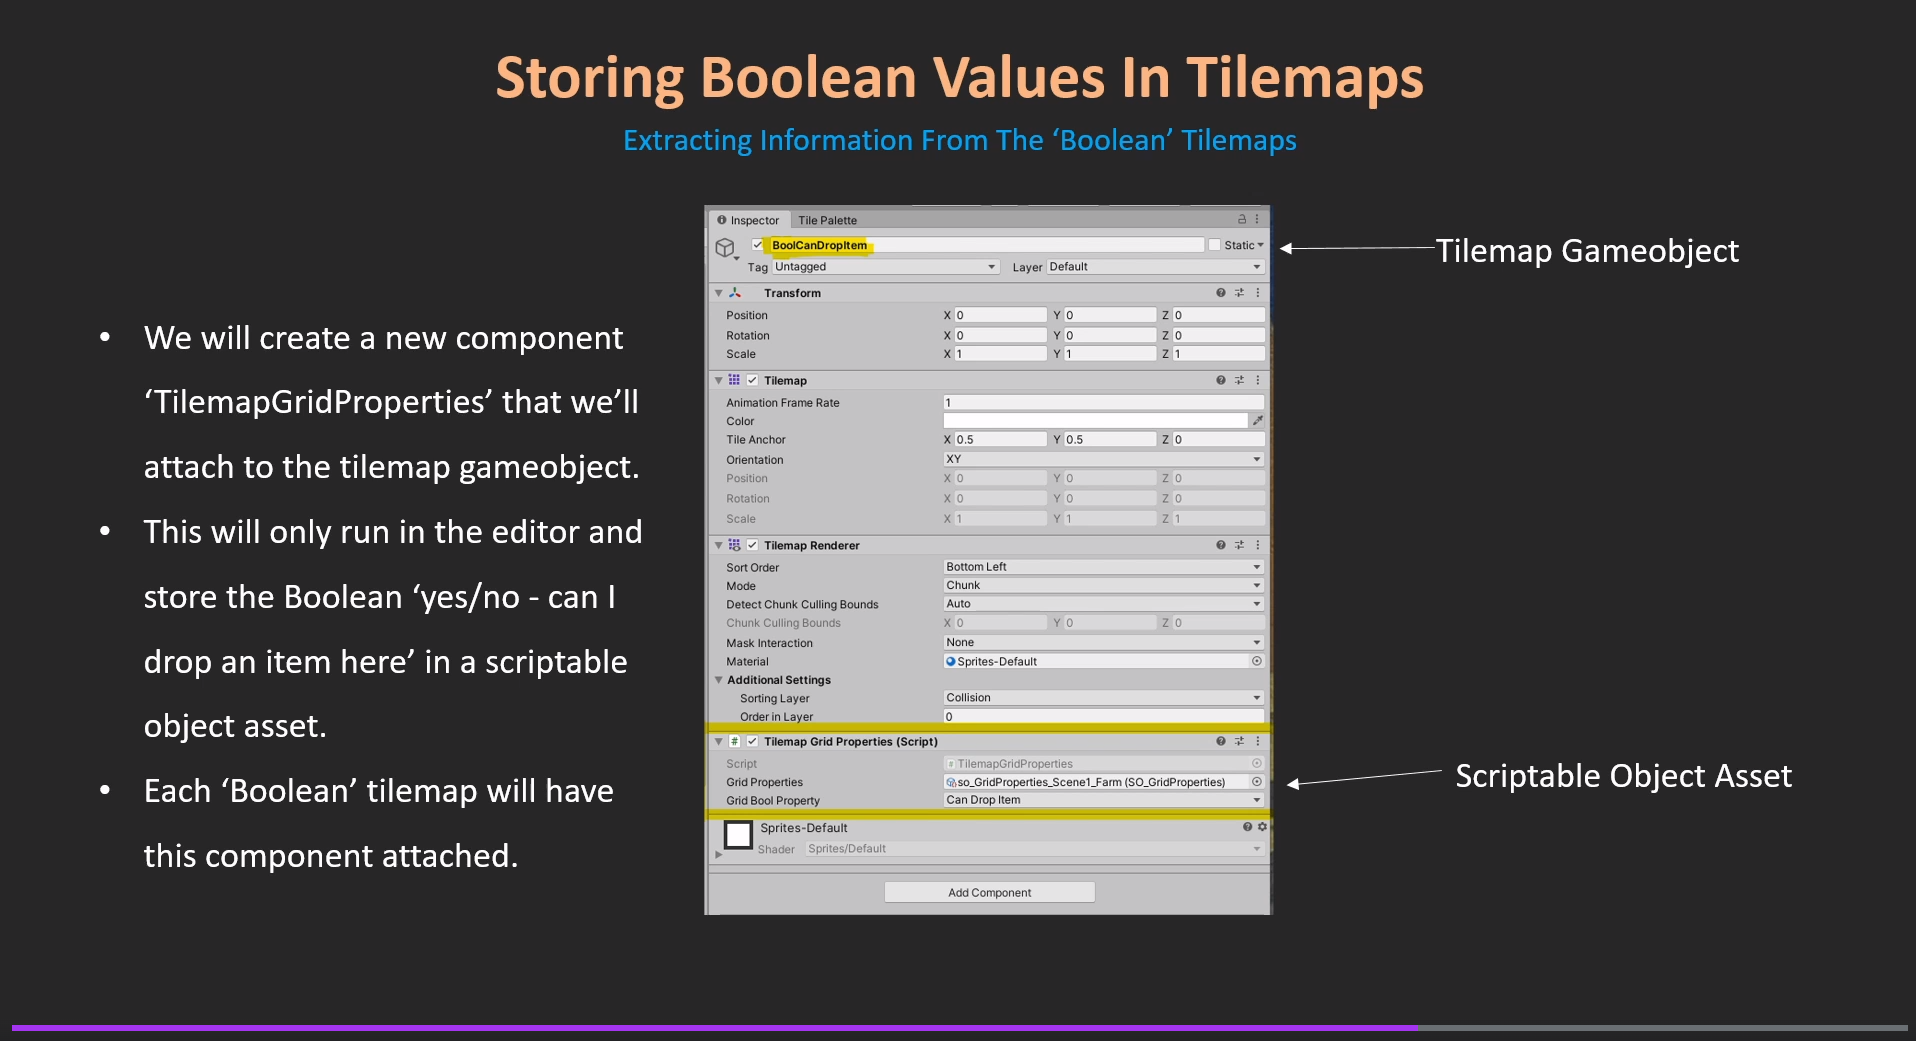 Storing Boolean Values In Tilemaps
Extracting Information From The ‘Boolean’ Tilemaps
• We will create a new component
‘TilemapGridProperties’ that we’ll
attach to the tilemap gameobject.
• This will only run in the editor and
store the Boolean ‘yes/no - can I
drop an item here’ in a scriptable
object asset.
• Each ‘Boolean’ tilemap will have
this component attached.
Inspector Tile Palette
BoolCanDropItem Static
Tag Untagged Layer Default
Transform
Position X 0 Y 0 Z 0
Rotation X 0 Y 0 Z 0
Scale X 1 Y 1 Z 1
Tilemap
Animation Frame Rate 1
Color
Tile Anchor X 0.5 Y 0.5 Z 0
Orientation XY
Position X 0 Y 0 Z 0
Rotation X 0 Y 0 Z 0
Scale X 1 Y 1 Z 1
Tilemap Renderer
Sort Order Bottom Left
Mode Chunk
Detect Chunk Culling Bounds Auto
Chunk Culling Bounds X 0 Y 0 Z 0
Mask Interaction None
Material Sprites-Default
Additional Settings
Sorting Layer Collision
Order in Layer 0
# Tilemap Grid Properties (Script)
Script # TilemapGridProperties
Grid Properties so_GridProperties_Scene1_Farm (SO_GridProperties)
Grid Bool Property Can Drop Item
Sprites-Default
Shader Sprites/Default
Add Component
Tilemap Gameobject
Scriptable Object Asset